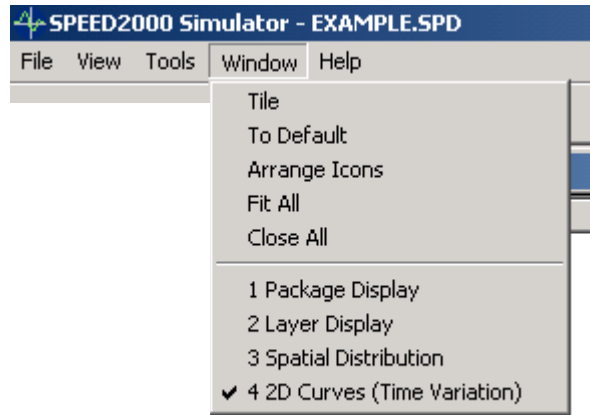 SPEED2000 Simulator - EXAMPLE.SPD
File View Tools Window Help
Tile
To Default
Arrange Icons
Fit All
Close All
1 Package Display
2 Layer Display
3 Spatial Distribution
✔ 4 2D Curves (Time Variation)